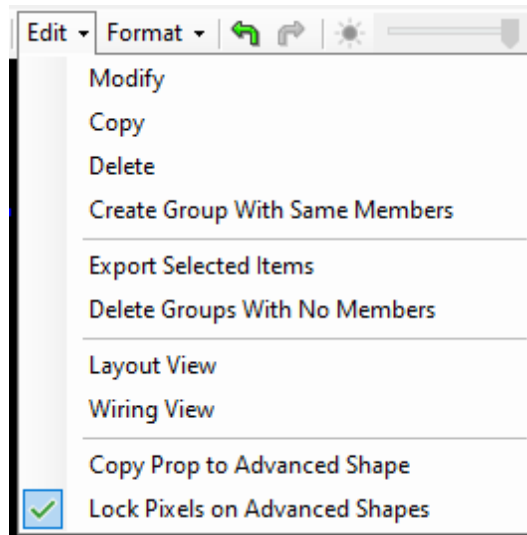 Edit Format
Modify
Copy
Delete
Create Group With Same Members
Export Selected Items
Delete Groups With No Members
Layout View
Wiring View
Copy Prop to Advanced Shape
Lock Pixels on Advanced Shapes